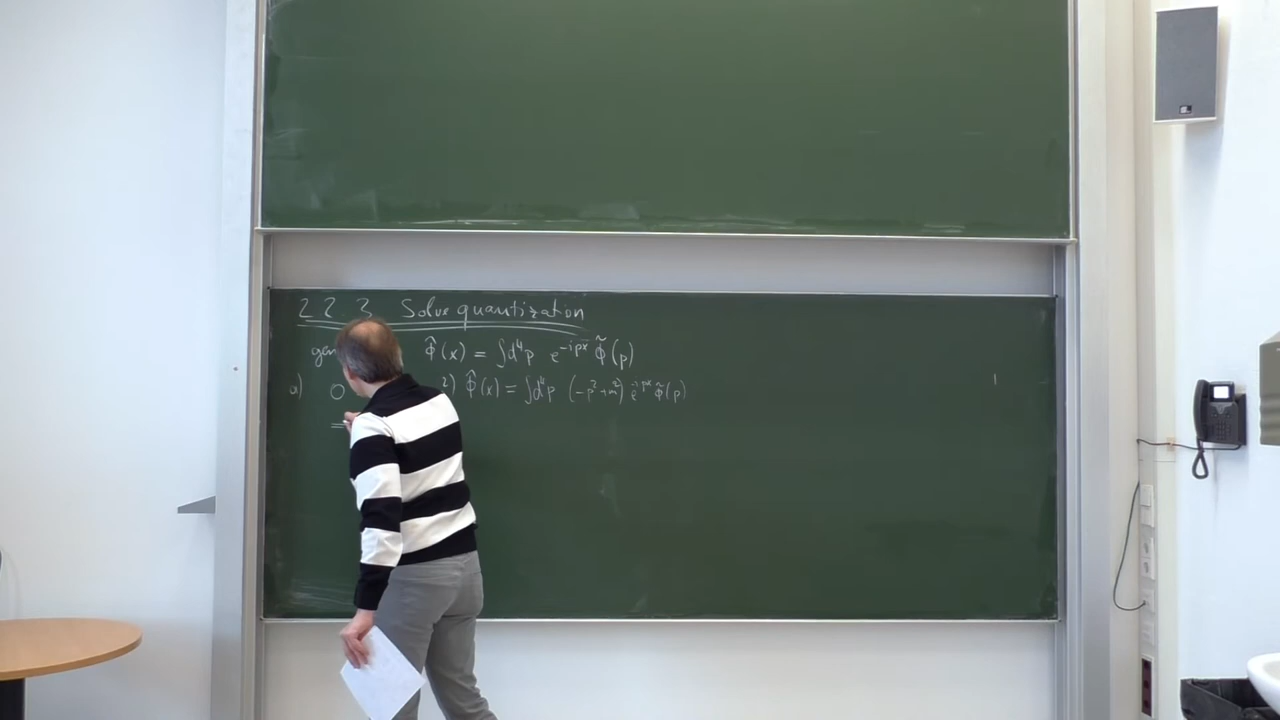 2 2 3 Solve quantization
gen φ̂(x) = ∫d⁴p e^{-ipx} φ̃(p)
a) 0 2) φ̂(x) = ∫d⁴p (-p²+m²) e^{-ipx} φ̃(p)